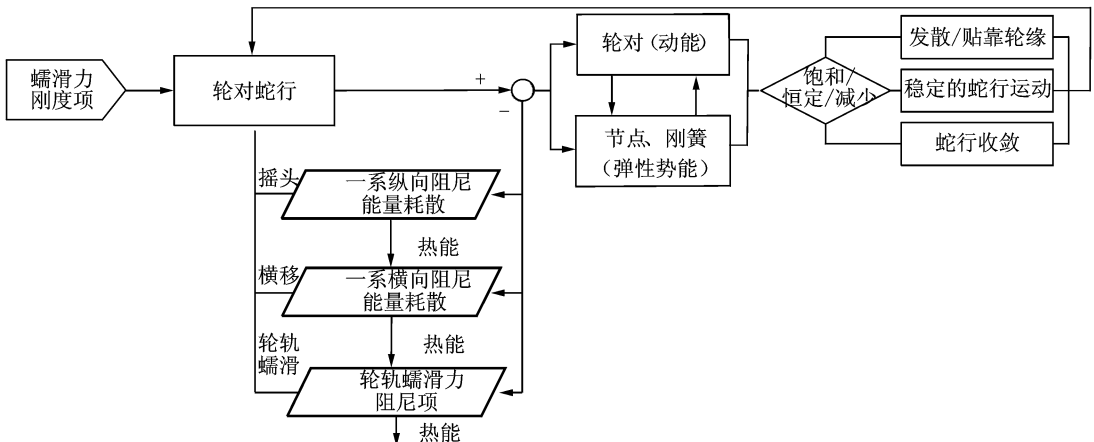 蠕滑力
刚度项
轮对蛇行
+
−
轮对(动能)
节点、刚簧
(弹性势能)
饱和/
恒定/减少
发散/贴靠轮缘
稳定的蛇行运动
蛇行收敛
摇头
一系纵向阻尼
能量耗散
热能
横移
一系横向阻尼
能量耗散
热能
轮轨
蠕滑
轮轨蠕滑力
阻尼项
热能